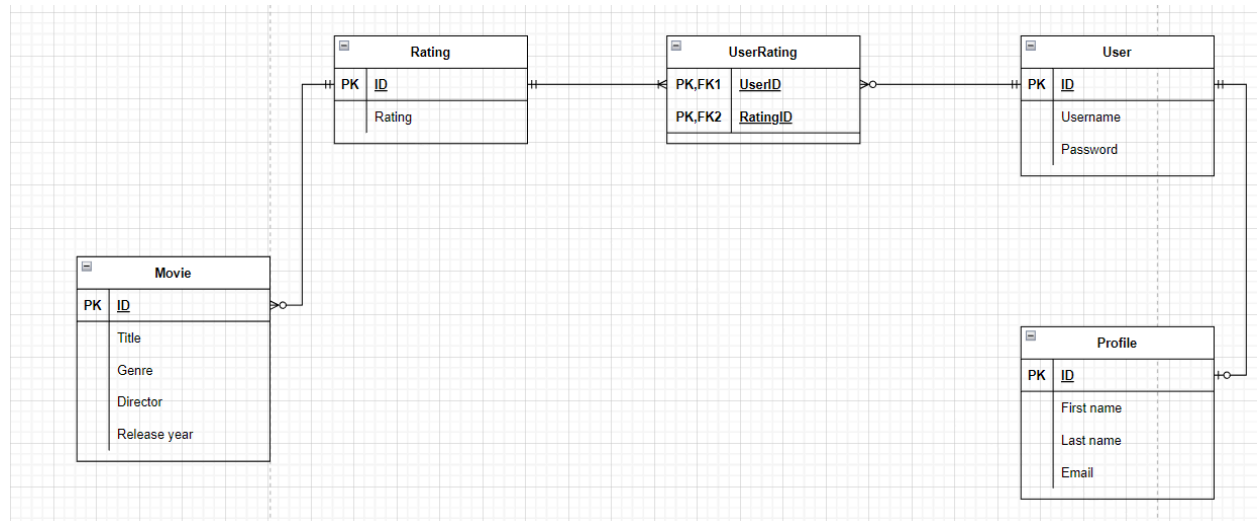 Rating
PK ID
Rating
UserRating
PK,FK1 UserID
PK,FK2 RatingID
User
PK ID
Username
Password
Movie
PK ID
Title
Genre
Director
Release year
Profile
PK ID
First name
Last name
Email